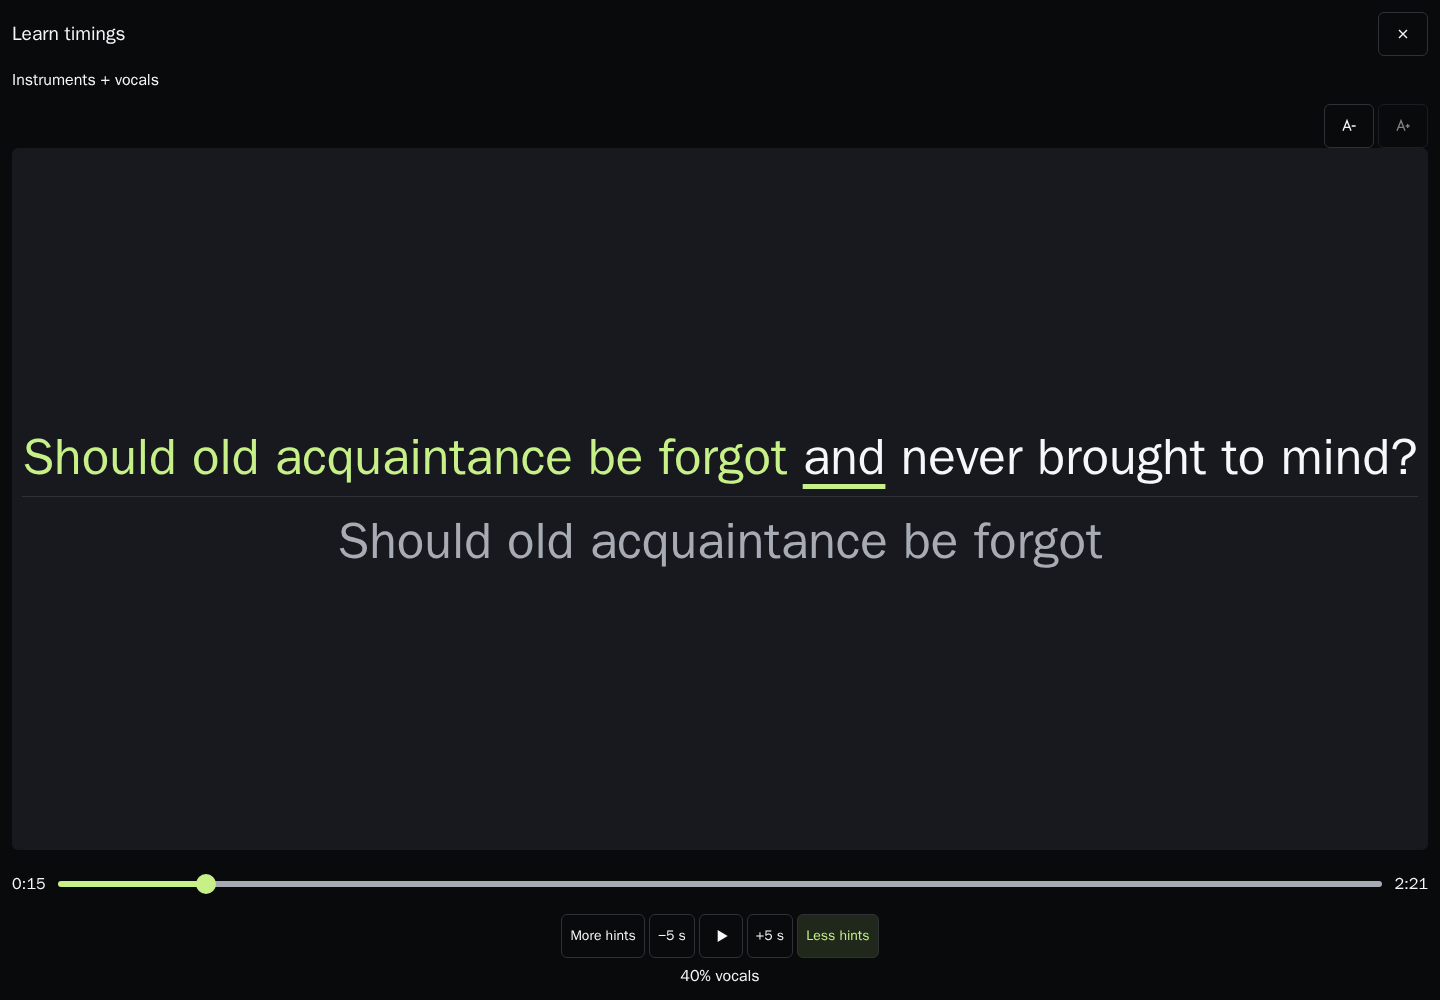 Learn timings
×
Instruments + vocals
A- A+
Should old acquaintance be forgot and never brought to mind?
Should old acquaintance be forgot
0:15 2:21
More hints −5 s +5 s Less hints
40% vocals